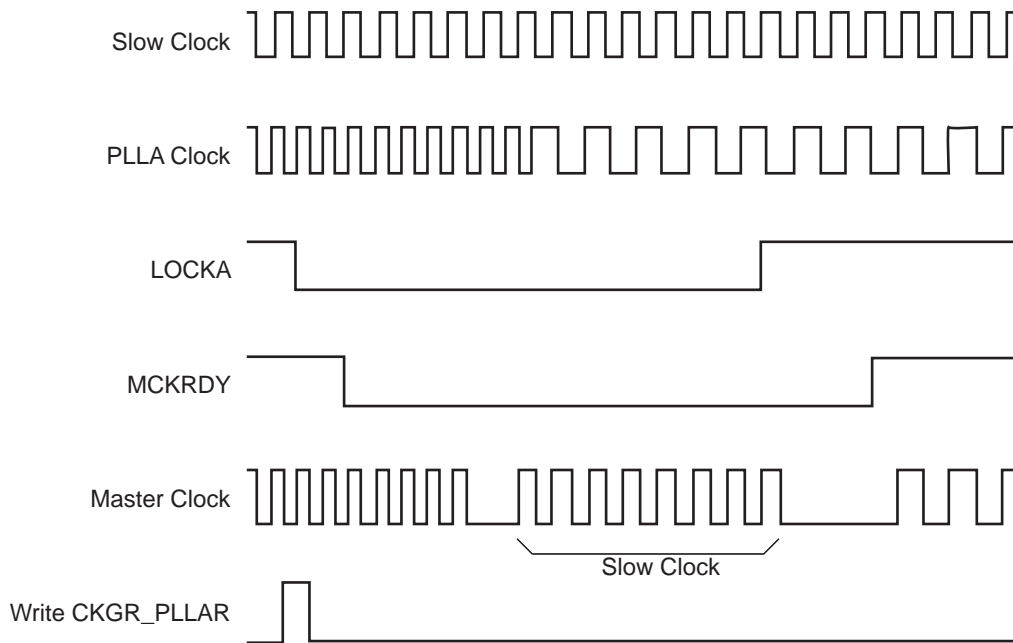 Slow Clock
PLLA Clock
LOCKA
MCKRDY
Master Clock
Slow Clock
Write CKGR_PLLAR